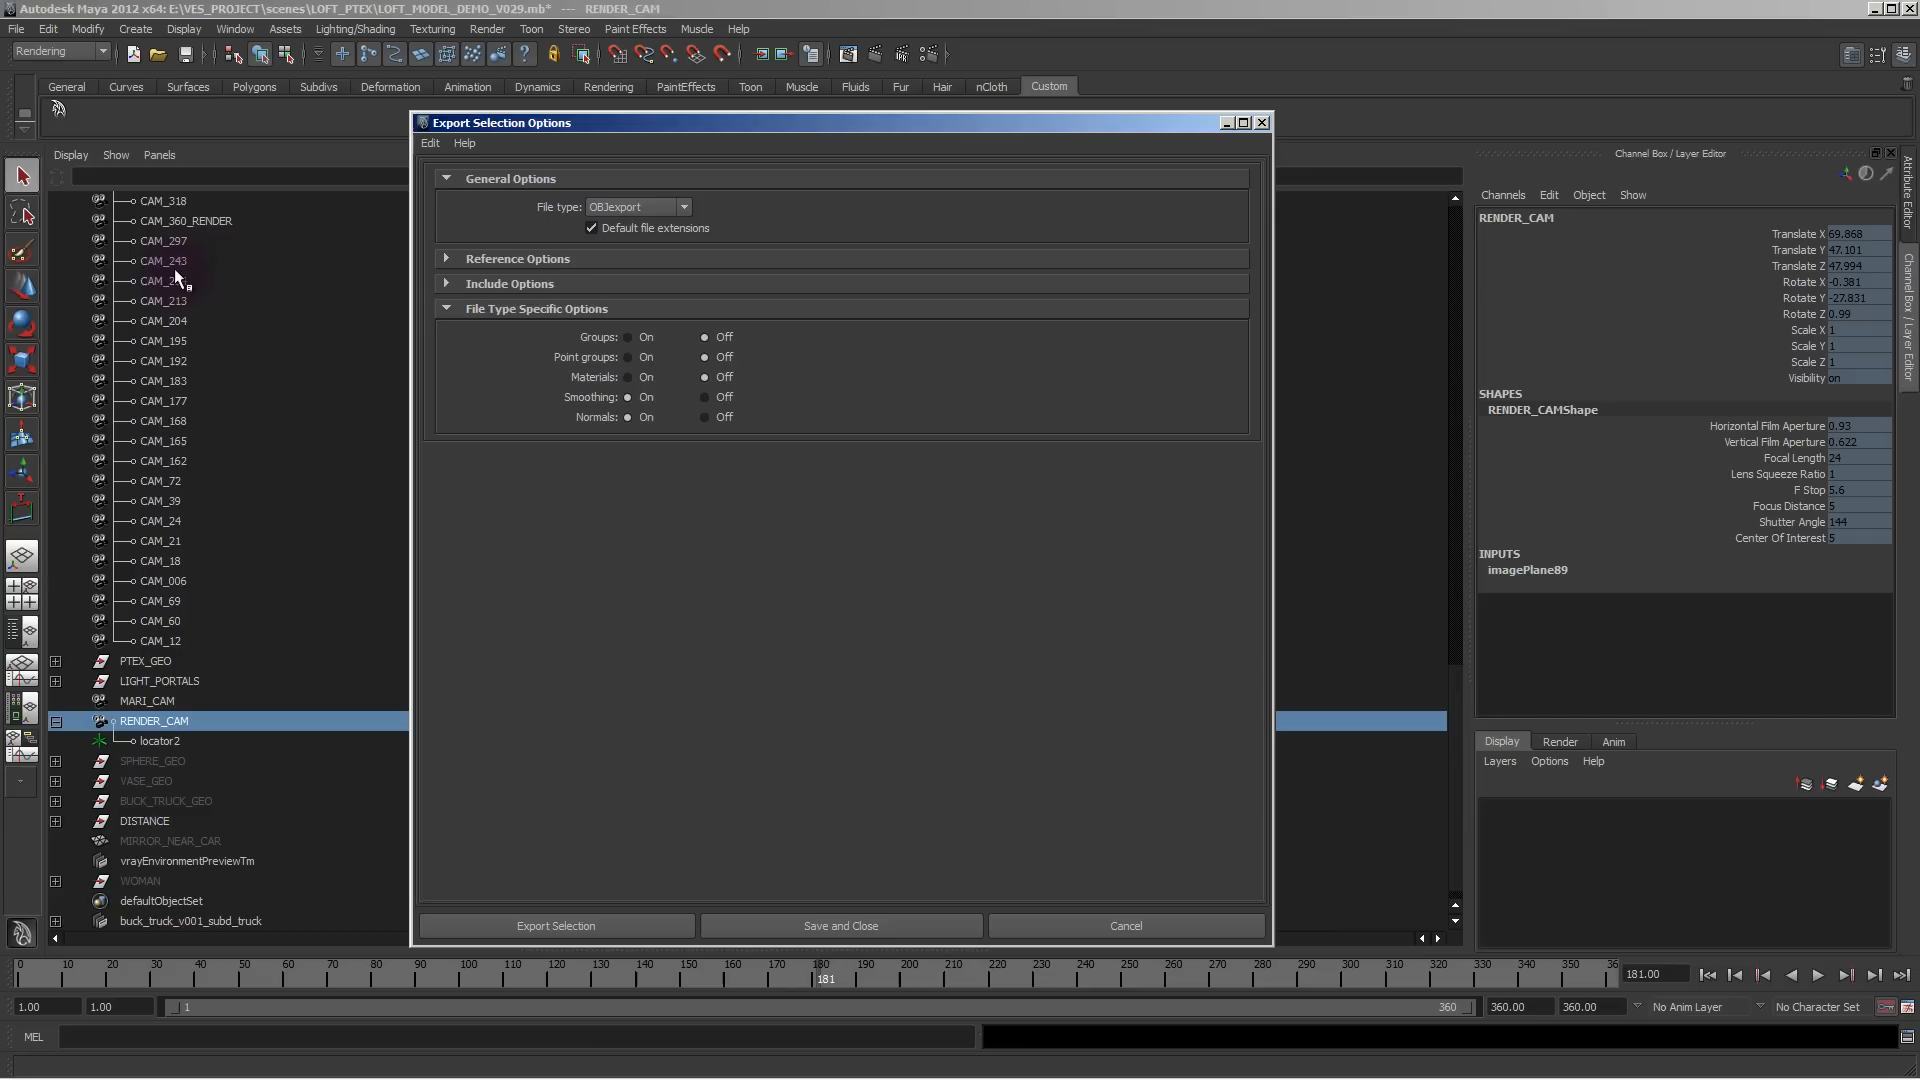 Autodesk Maya 2012 x64: E:\VES_PROJECT\scenes\LOFT_PTEX\LOFT_MODEL_DEMO_V029.mb* --- RENDER_CAM
File Edit Modify Create Display Window Assets Lighting/Shading Texturing Render Toon Stereo Paint Effects Muscle Help
Rendering
General Curves Surfaces Subdivs Deformation Polygons Animation Dynamics Rendering PaintEffects Toon Muscle Fluids Fur Hair nCloth Custom
Display Show Panels
CAM_318
CAM_360_RENDER
CAM_297
CAM_243
CAM_2
CAM_213
CAM_204
CAM_195
CAM_192
CAM_183
CAM_177
CAM_168
CAM_165
CAM_162
CAM_72
CAM_39
CAM_24
CAM_21
CAM_18
CAM_006
CAM_69
CAM_60
CAM_12
PTEX_GEO
LIGHT_PORTALS
MARI_CAM
RENDER_CAM
locator2
SPHERE_GEO
VASE_GEO
BUCK_TRUCK_GEO
DISTANCE
MIRROR_NEAR_CAR
vrayEnvironmentPreviewTm
WOMAN
defaultObjectSet
buck_truck_v001_subd_truck
Export Selection Options
Edit Help
General Options
File type: OBJexport
Default file extensions
Reference Options
Include Options
File Type Specific Options
Groups: On Off
Point groups: On Off
Materials: On Off
Smoothing: On Off
Normals: On Off
Export Selection Save and Close Cancel
Channel Box / Layer Editor
Channels Edit Object Show
RENDER_CAM
Translate X 69.868
Translate Y 47.101
Translate Z 47.994
Rotate X -0.381
Rotate Y -27.831
Rotate Z 0.99
Scale X 1
Scale Y 1
Scale Z 1
Visibility on
SHAPES
RENDER_CAMShape
Horizontal Film Aperture 0.93
Vertical Film Aperture 0.622
Focal Length 24
Lens Squeeze Ratio 1
F Stop 5.6
Focus Distance 5
Shutter Angle 144
Center Of Interest 5
INPUTS
imagePlane89
Attribute Editor
Channel Box / Layer Editor
Display Render Anim
Layers Options Help
0 10 20 30 40 50 60 70 80 90 100 110 120 130 140 150 160 170 180 190 200 210 220 230 240 250 260 270 280 290 300 310 320 330 340 350 36
181
181.00
1.00 1.00 1 360 360.00 360.00 No Anim Layer No Character Set
MEL